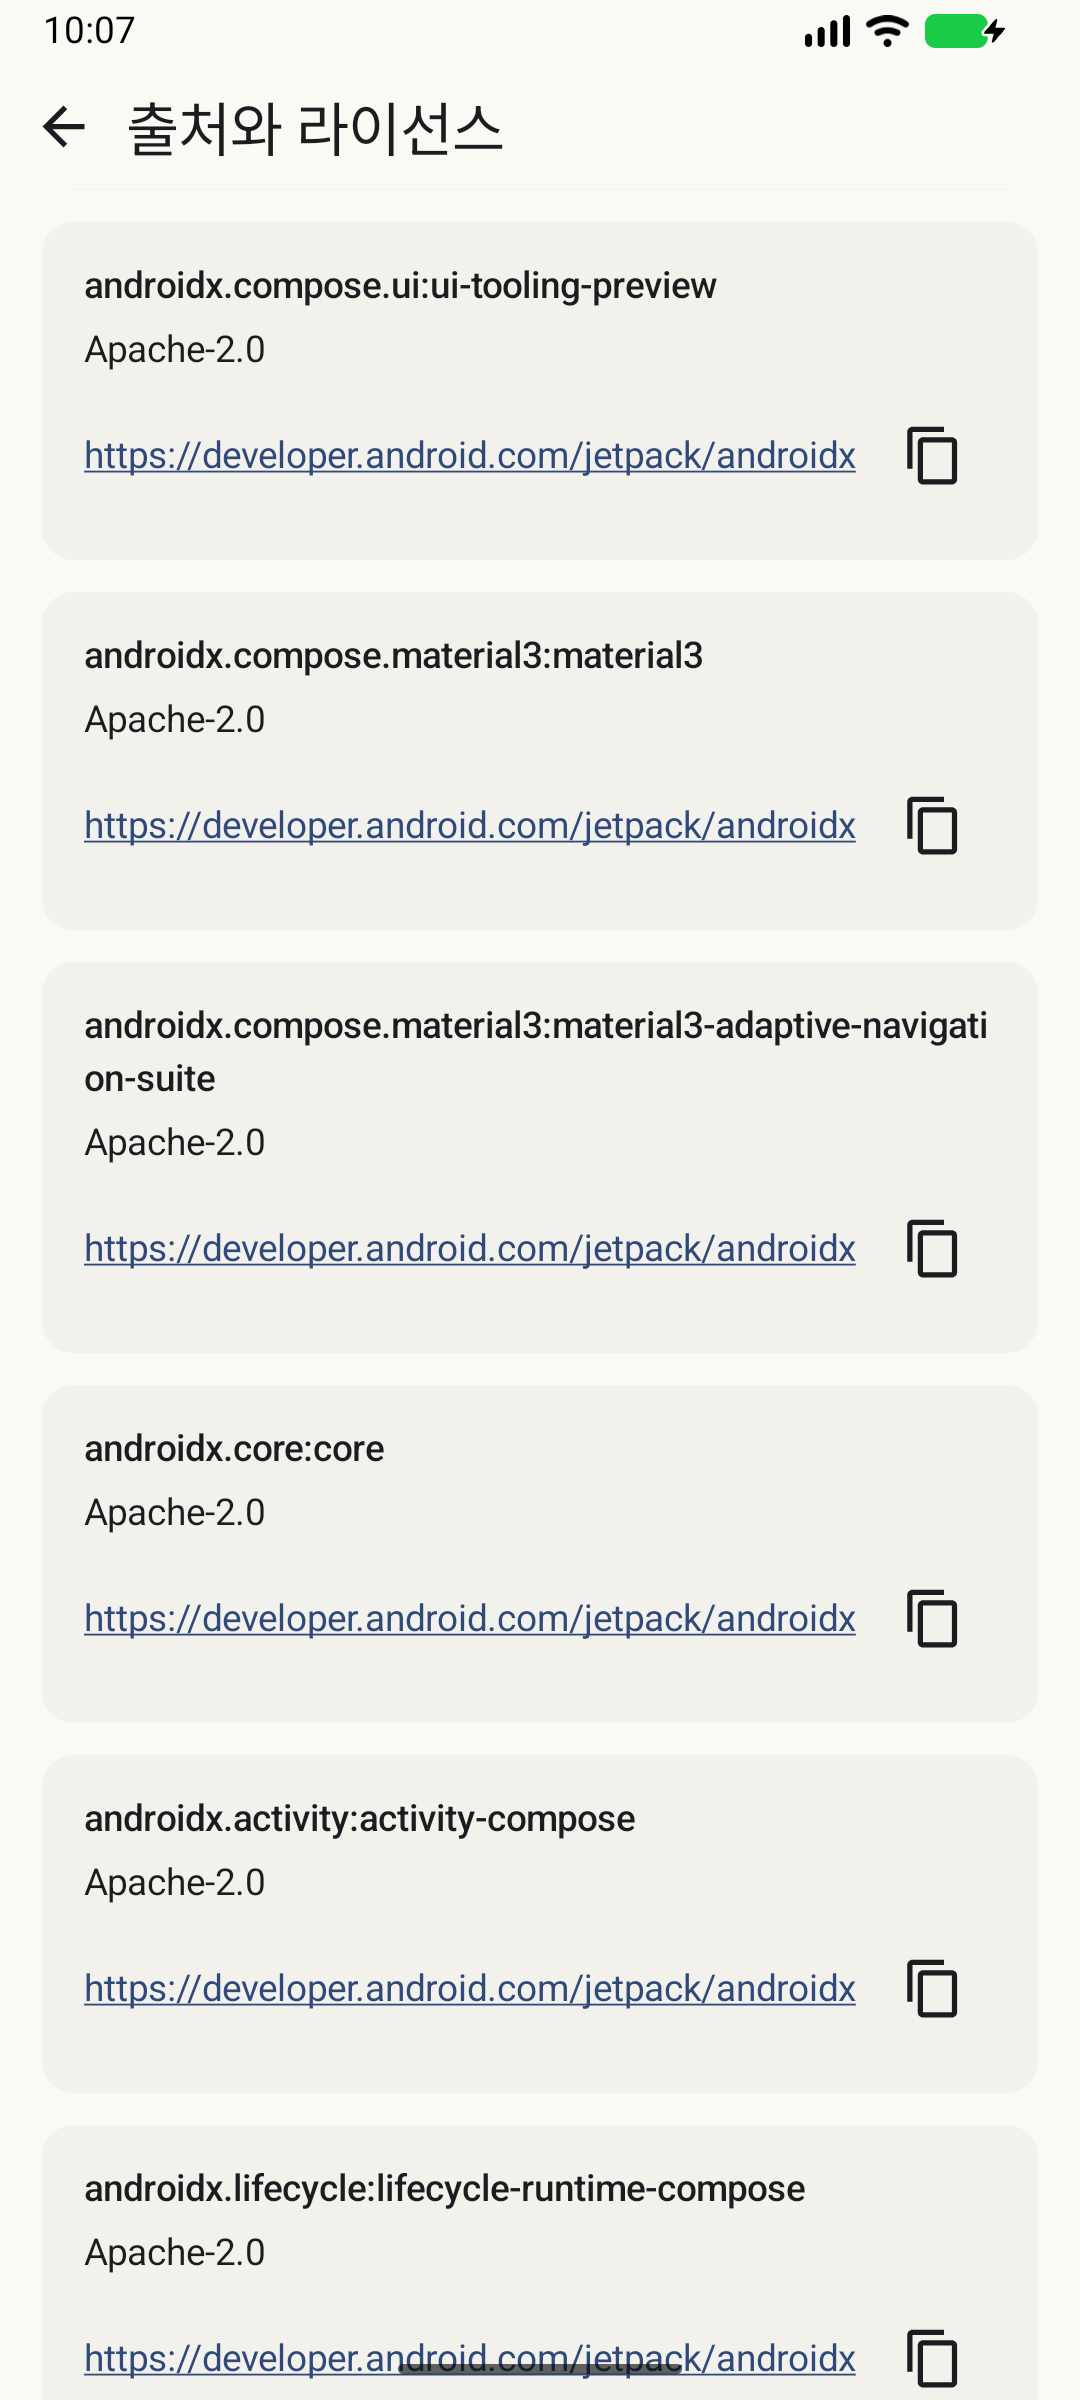 10:07
출처와 라이선스
androidx.compose.ui:ui-tooling-preview
Apache-2.0
https://developer.android.com/jetpack/androidx
androidx.compose.material3:material3
Apache-2.0
https://developer.android.com/jetpack/androidx
androidx.compose.material3:material3-adaptive-navigati
on-suite
Apache-2.0
https://developer.android.com/jetpack/androidx
androidx.core:core
Apache-2.0
https://developer.android.com/jetpack/androidx
androidx.activity:activity-compose
Apache-2.0
https://developer.android.com/jetpack/androidx
androidx.lifecycle:lifecycle-runtime-compose
Apache-2.0
https://developer.android.com/jetpack/androidx